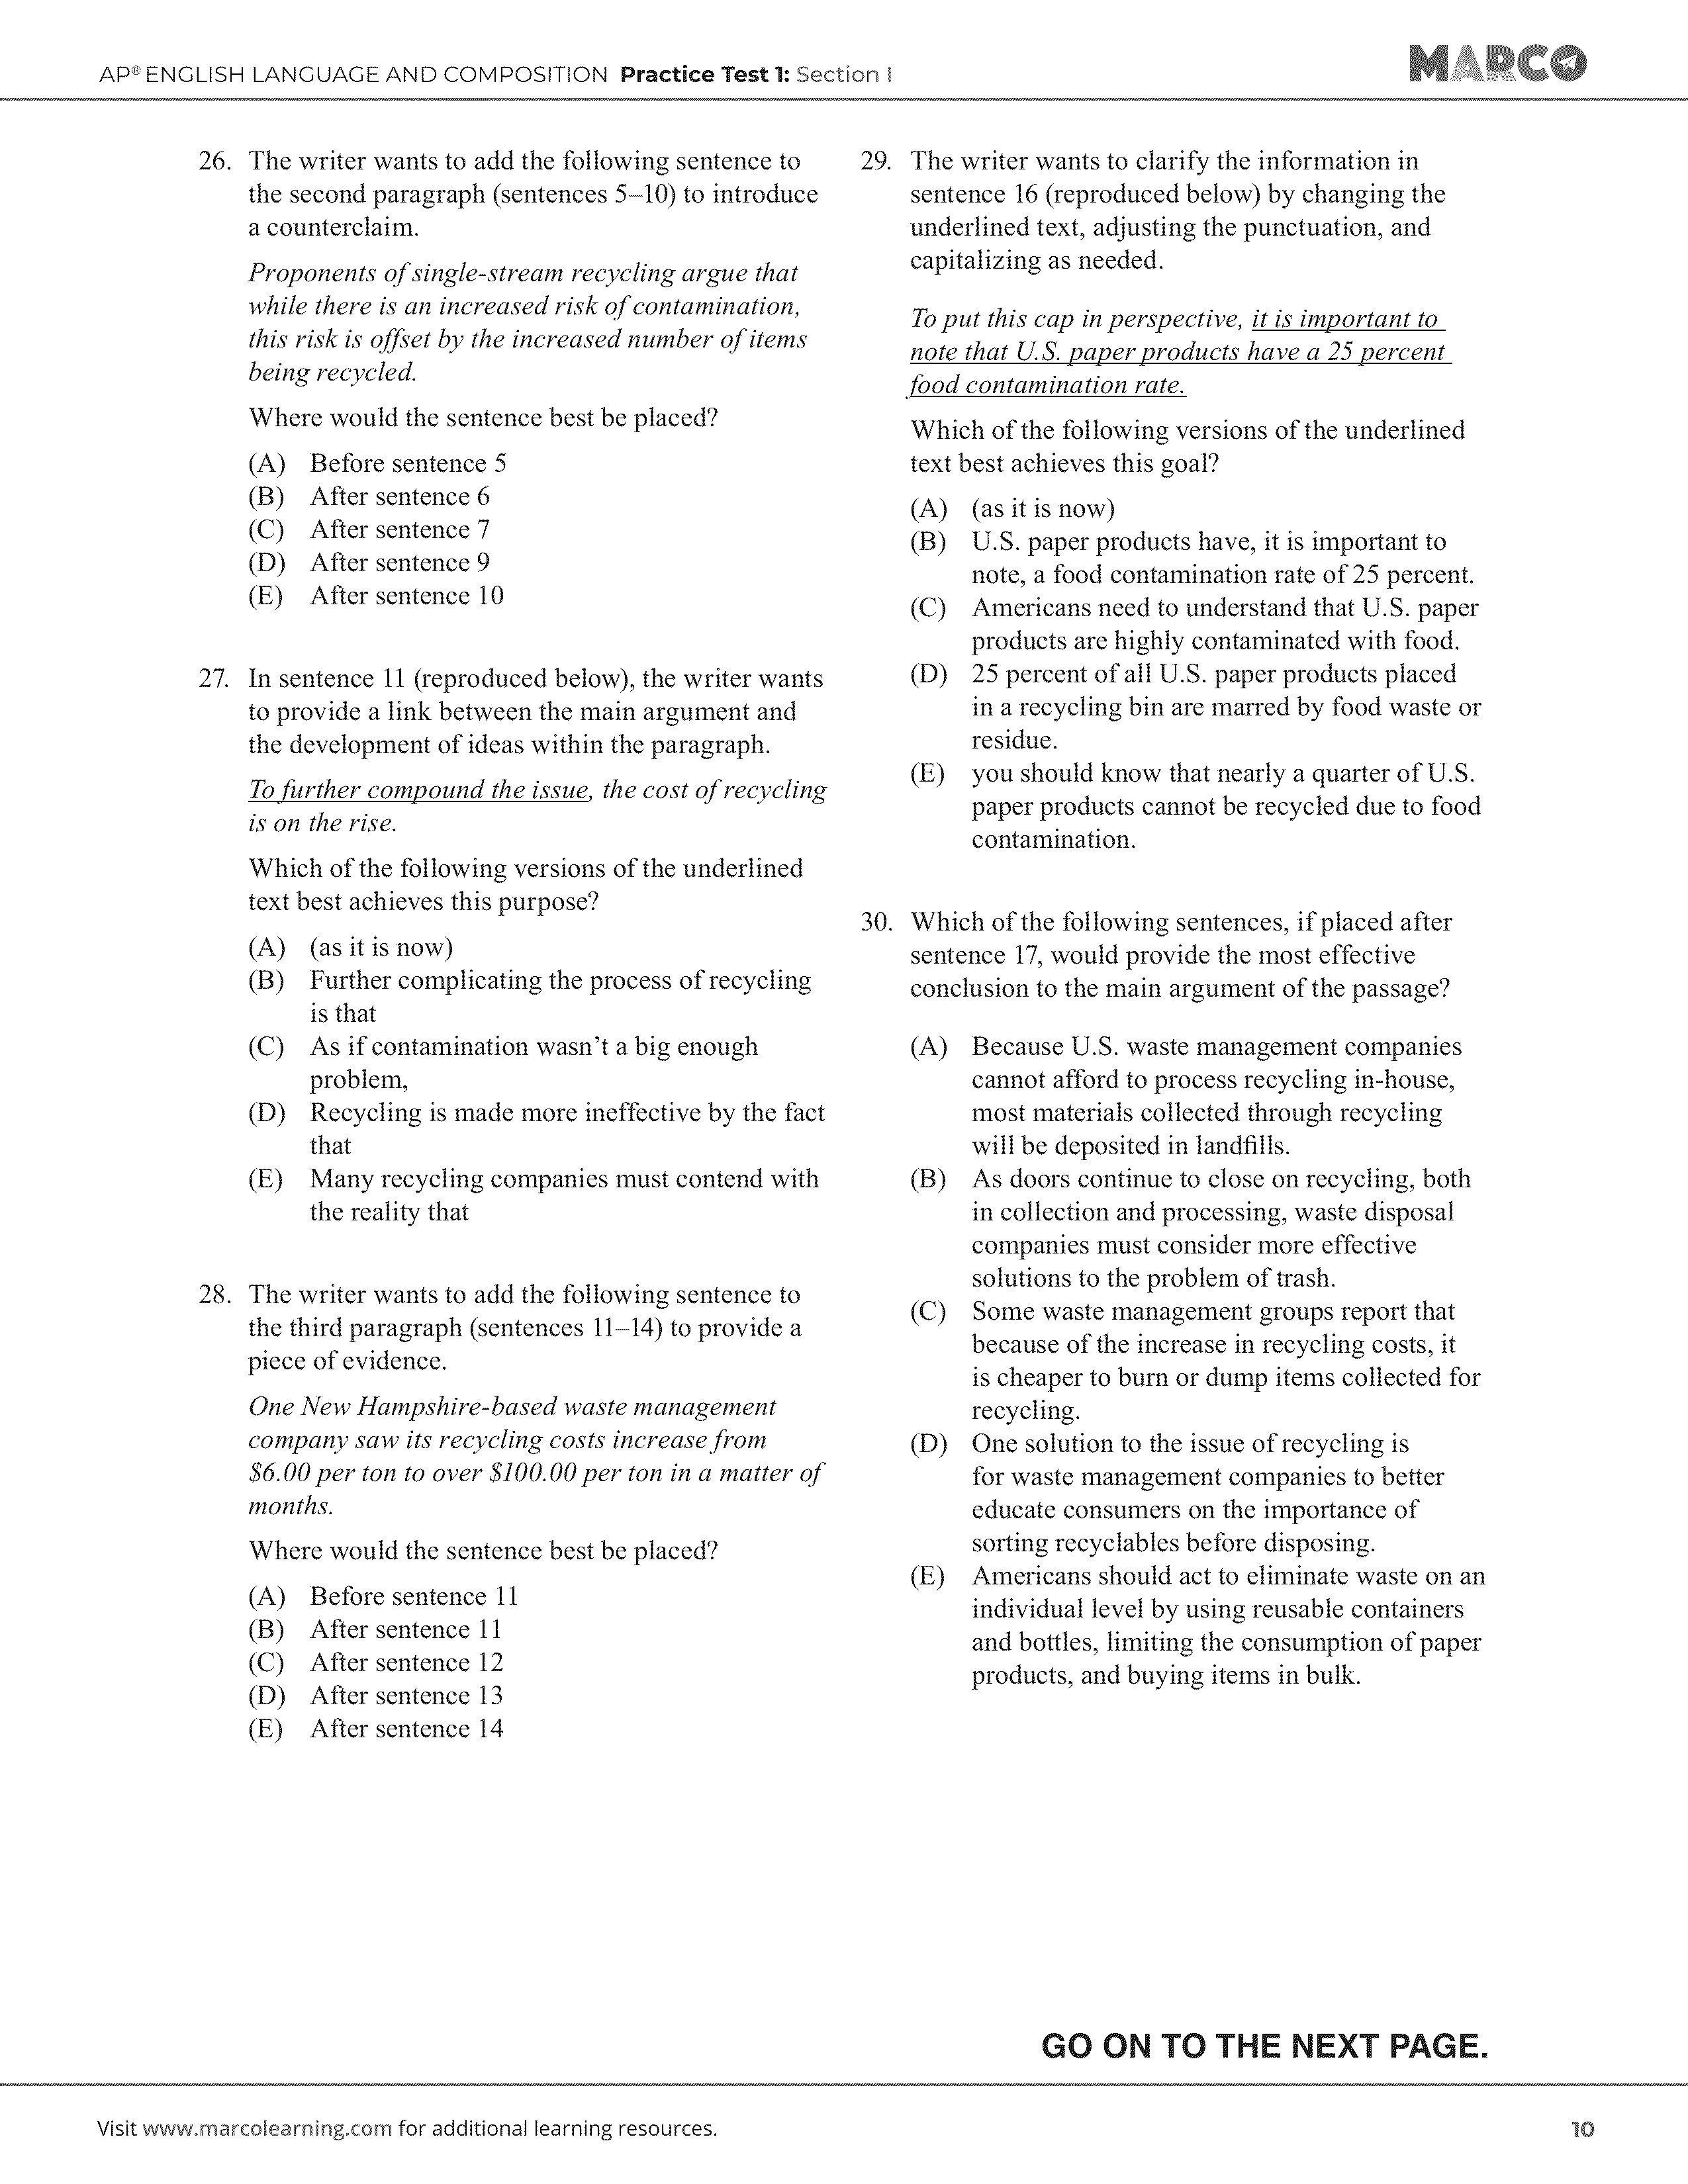 AP® ENGLISH LANGUAGE AND COMPOSITION Practice Test 1: Section I
MARCO
26. The writer wants to add the following sentence to
the second paragraph (sentences 5–10) to introduce
a counterclaim.
Proponents of single-stream recycling argue that
while there is an increased risk of contamination,
this risk is offset by the increased number of items
being recycled.
Where would the sentence best be placed?
(A) Before sentence 5
(B) After sentence 6
(C) After sentence 7
(D) After sentence 9
(E) After sentence 10
27. In sentence 11 (reproduced below), the writer wants
to provide a link between the main argument and
the development of ideas within the paragraph.
To further compound the issue, the cost of recycling
is on the rise.
Which of the following versions of the underlined
text best achieves this purpose?
(A) (as it is now)
(B) Further complicating the process of recycling
is that
(C) As if contamination wasn’t a big enough
problem,
(D) Recycling is made more ineffective by the fact
that
(E) Many recycling companies must contend with
the reality that
28. The writer wants to add the following sentence to
the third paragraph (sentences 11–14) to provide a
piece of evidence.
One New Hampshire-based waste management
company saw its recycling costs increase from
$6.00 per ton to over $100.00 per ton in a matter of
months.
Where would the sentence best be placed?
(A) Before sentence 11
(B) After sentence 11
(C) After sentence 12
(D) After sentence 13
(E) After sentence 14
29. The writer wants to clarify the information in
sentence 16 (reproduced below) by changing the
underlined text, adjusting the punctuation, and
capitalizing as needed.
To put this cap in perspective, it is important to
note that U.S. paper products have a 25 percent
food contamination rate.
Which of the following versions of the underlined
text best achieves this goal?
(A) (as it is now)
(B) U.S. paper products have, it is important to
note, a food contamination rate of 25 percent.
(C) Americans need to understand that U.S. paper
products are highly contaminated with food.
(D) 25 percent of all U.S. paper products placed
in a recycling bin are marred by food waste or
residue.
(E) you should know that nearly a quarter of U.S.
paper products cannot be recycled due to food
contamination.
30. Which of the following sentences, if placed after
sentence 17, would provide the most effective
conclusion to the main argument of the passage?
(A) Because U.S. waste management companies
cannot afford to process recycling in-house,
most materials collected through recycling
will be deposited in landfills.
(B) As doors continue to close on recycling, both
in collection and processing, waste disposal
companies must consider more effective
solutions to the problem of trash.
(C) Some waste management groups report that
because of the increase in recycling costs, it
is cheaper to burn or dump items collected for
recycling.
(D) One solution to the issue of recycling is
for waste management companies to better
educate consumers on the importance of
sorting recyclables before disposing.
(E) Americans should act to eliminate waste on an
individual level by using reusable containers
and bottles, limiting the consumption of paper
products, and buying items in bulk.
GO ON TO THE NEXT PAGE.
Visit www.marcolearning.com for additional learning resources.
10